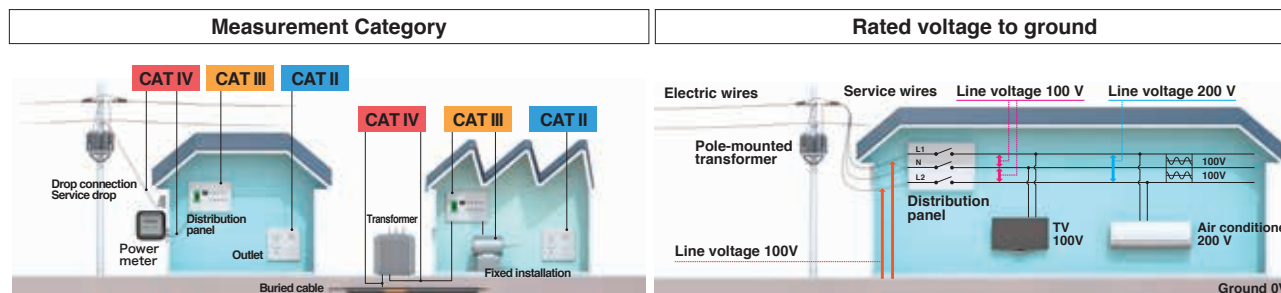 Measurement Category
CAT IV
CAT III
CAT II
CAT IV
CAT III
CAT II
Drop connection
Service drop
Distribution
panel
Power
meter
Outlet
Transformer
Fixed installation
Buried cable
Rated voltage to ground
Electric wires
Service wires
Line voltage 100 V
Line voltage 200 V
Pole-mounted
transformer
L1
N
L2
100V
100V
Distribution
panel
TV
100V
Air conditione
200 V
Line voltage 100V
Ground 0V